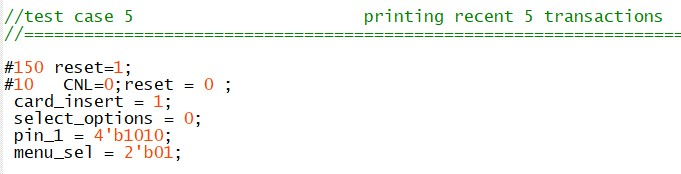 //test case 5 printing recent 5 transactions
//==============================================================================
#150 reset=1;
#10 CNL=0;reset = 0 ;
card_insert = 1;
select_options = 0;
pin_1 = 4'b1010;
menu_sel = 2'b01;